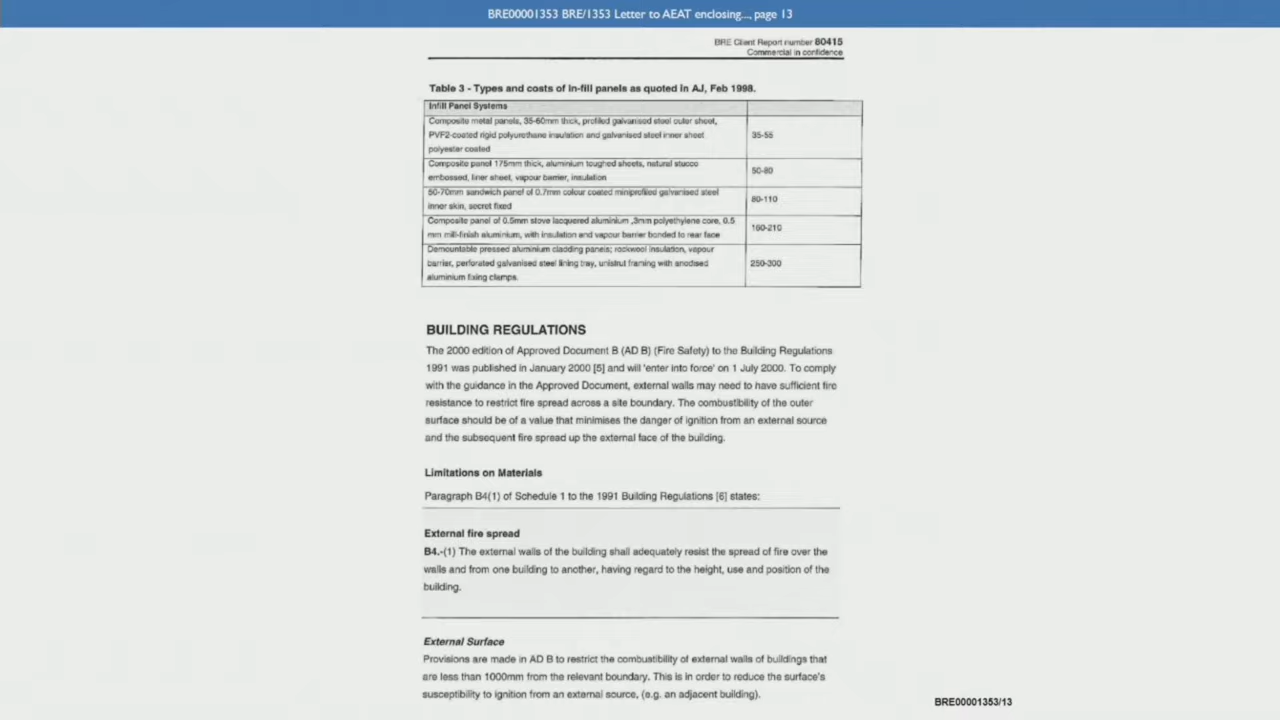 BRE00001353 BRE/1353 Letter to AEAT enclosing..., page 13
BRE Client Report number 80415
Commercial in confidence
Table 3 - Types and costs of in-fill panels as quoted in AJ, Feb 1998.
Infill Panel Systems
Composite metal panels, 35-60mm thick, profiled galvanised steel outer sheet,
PVF2-coated rigid polyurethane insulation and galvanised steel inner sheet
polyester coated
35-55
Composite panel 175mm thick, aluminium toughed sheets, natural stucco
embossed, liner sheet, vapour barrier, insulation
50-80
50-70mm sandwich panel of 0.7mm colour coated miniprofiled galvanised steel
inner skin, secret fixed
80-110
Composite panel of 0.5mm stove lacquered aluminium ,3mm polyethylene core, 0.5
mm mill-finish aluminium, with insulation and vapour barrier bonded to rear face
160-210
Demountable pressed aluminium cladding panels; rockwool insulation, vapour
barrier, perforated galvanised steel lining tray, unistrut framing with anodised
aluminium fixing clamps.
250-300
BUILDING REGULATIONS
The 2000 edition of Approved Document B (AD B) (Fire Safety) to the Building Regulations
1991 was published in January 2000 [5] and will 'enter into force' on 1 July 2000. To comply
with the guidance in the Approved Document, external walls may need to have sufficient fire
resistance to restrict fire spread across a site boundary. The combustibility of the outer
surface should be of a value that minimises the danger of ignition from an external source
and the subsequent fire spread up the external face of the building.
Limitations on Materials
Paragraph B4(1) of Schedule 1 to the 1991 Building Regulations [6] states:
External fire spread
B4.-(1) The external walls of the building shall adequately resist the spread of fire over the
walls and from one building to another, having regard to the height, use and position of the
building.
External Surface
Provisions are made in AD B to restrict the combustibility of external walls of buildings that
are less than 1000mm from the relevant boundary. This is in order to reduce the surface's
susceptibility to ignition from an external source, (e.g. an adjacent building).
BRE00001353/13